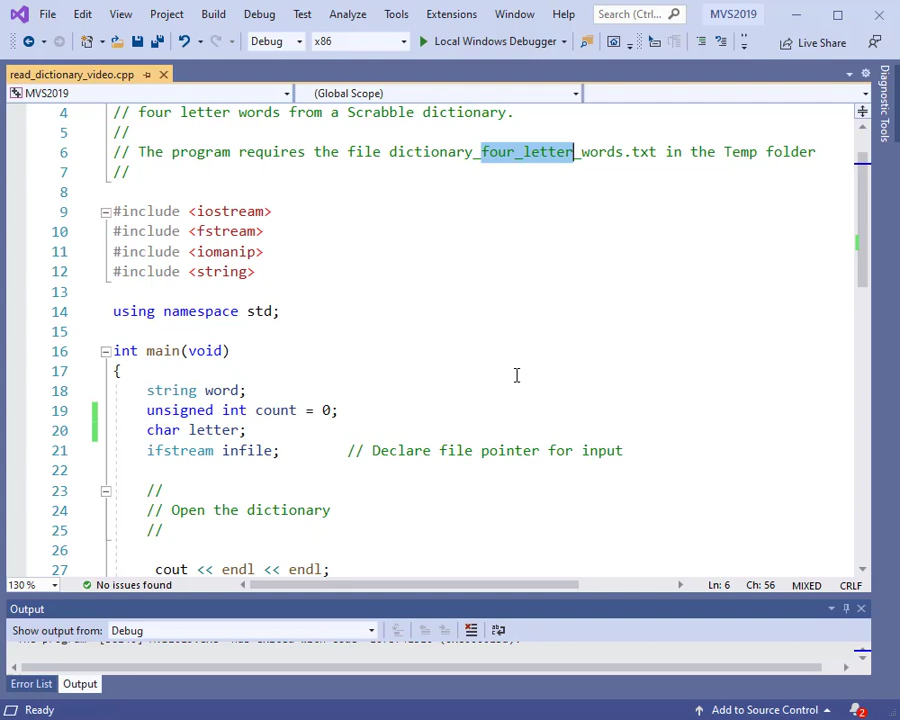 File Edit View Project Build Debug Test Analyze Tools Extensions Window Help Search (Ctrl... MVS2019
Debug x86 Local Windows Debugger Live Share
read_dictionary_video.cpp
MVS2019 (Global Scope)
Diagnostic Tools
4 // four letter words from a Scrabble dictionary.
5 //
6 // The program requires the file dictionary_four_letter_words.txt in the Temp folder
7 //
8
9 #include <iostream>
10 #include <fstream>
11 #include <iomanip>
12 #include <string>
13
14 using namespace std;
15
16 int main(void)
17 {
18 string word;
19 unsigned int count = 0;
20 char letter;
21 ifstream infile; // Declare file pointer for input
22
23 //
24 // Open the dictionary
25 //
26
27 cout << endl << endl;
130 % No issues found Ln: 6 Ch: 56 MIXED CRLF
Output
Show output from: Debug
Error List Output
Ready Add to Source Control 2